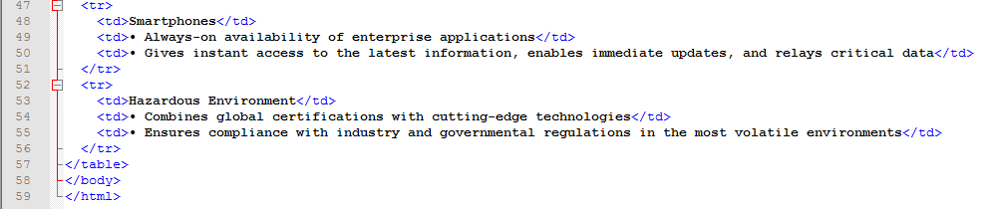 47 <tr>
48 <td>Smartphones</td>
49 <td>• Always-on availability of enterprise applications</td>
50 <td>• Gives instant access to the latest information, enables immediate updates, and relays critical data</td>
51 </tr>
52 <tr>
53 <td>Hazardous Environment</td>
54 <td>• Combines global certifications with cutting-edge technologies</td>
55 <td>• Ensures compliance with industry and governmental regulations in the most volatile environments</td>
56 </tr>
57 </table>
58 </body>
59 </html>